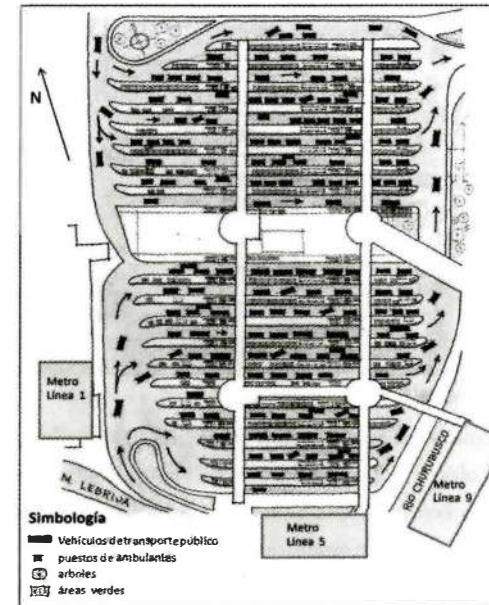 N
Metro
Línea 1
N. LEBRIJA
RIO CHURUBUSCO
Metro
Línea 9
Metro
Línea 5
Simbología
Vehículos de transporte público
puestos de ambulantes
arboles
áreas verdes